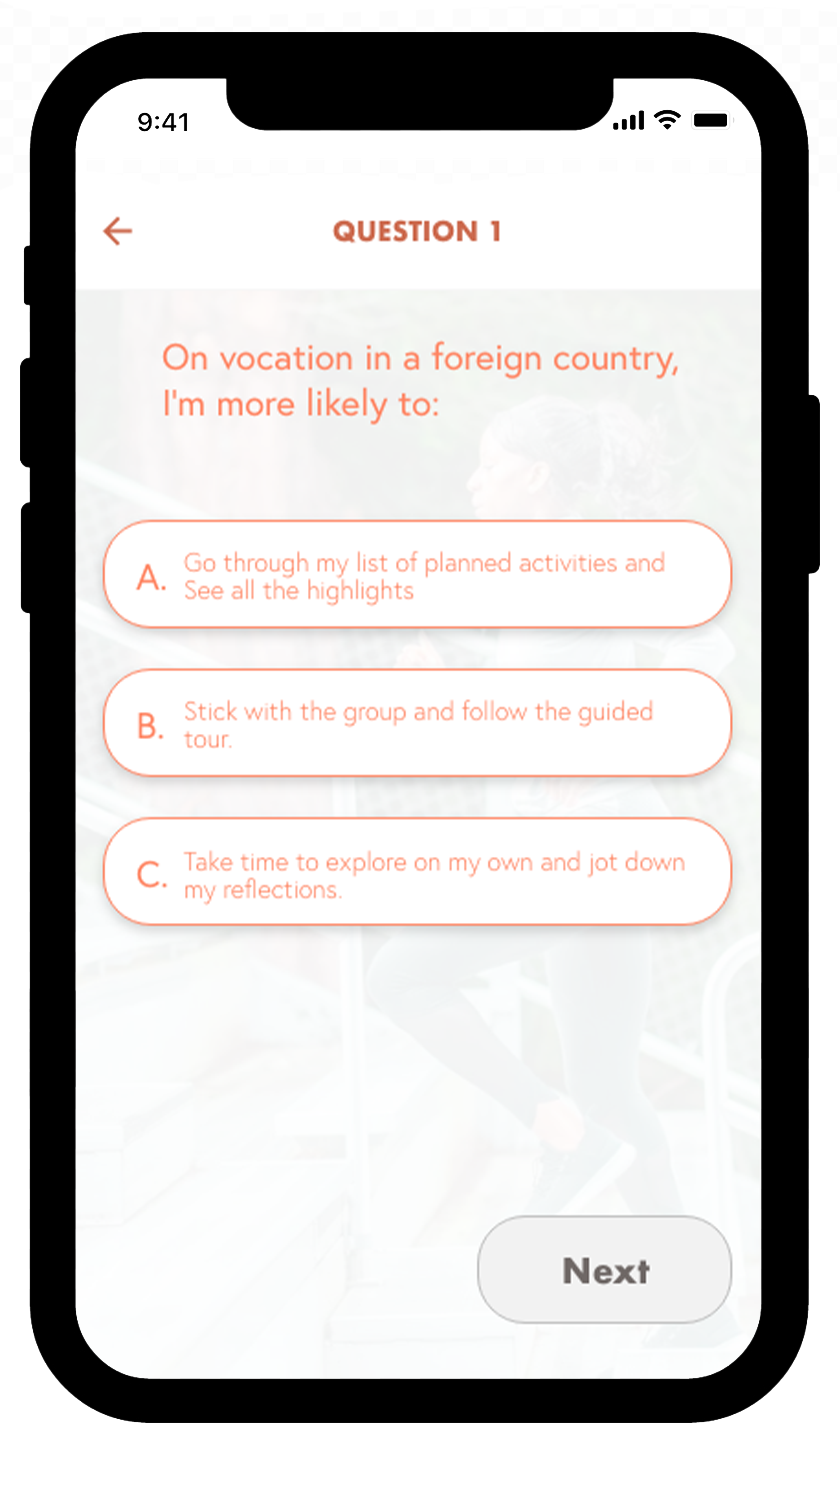 9:41
QUESTION 1
On vocation in a foreign country,
I'm more likely to:
A. Go through my list of planned activities and
See all the highlights
B. Stick with the group and follow the guided
tour.
C. Take time to explore on my own and jot down
my reflections.
Next